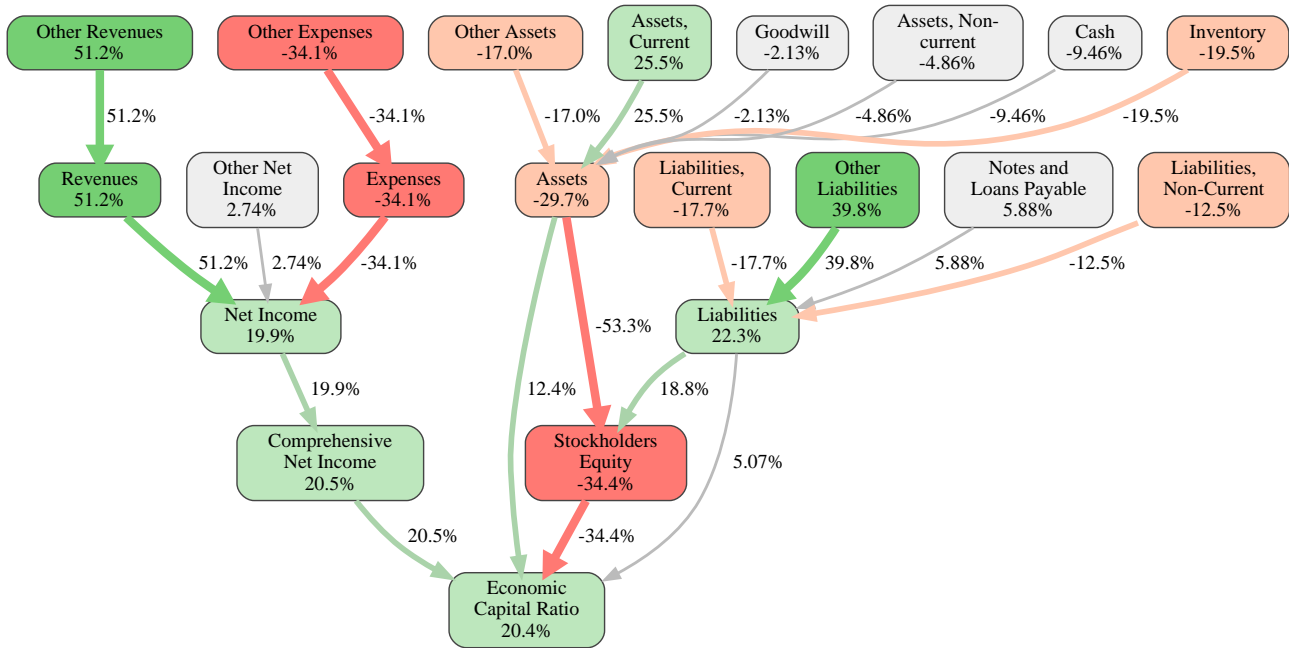 Other Revenues
51.2%
Other Expenses
-34.1%
Other Assets
-17.0%
Assets,
Current
25.5%
Goodwill
-2.13%
Assets, Non-
current
-4.86%
Cash
-9.46%
Inventory
-19.5%
51.2%
-34.1%
-17.0%
25.5%
-2.13%
-4.86%
-9.46%
-19.5%
Revenues
51.2%
Other Net
Income
2.74%
Expenses
-34.1%
Assets
-29.7%
Liabilities,
Current
-17.7%
Other
Liabilities
39.8%
Notes and
Loans Payable
5.88%
Liabilities,
Non-Current
-12.5%
51.2%
2.74%
-34.1%
-17.7%
39.8%
5.88%
-12.5%
Net Income
19.9%
-53.3%
Liabilities
22.3%
19.9%
12.4%
18.8%
Comprehensive
Net Income
20.5%
Stockholders
Equity
-34.4%
5.07%
20.5%
-34.4%
Economic
Capital Ratio
20.4%